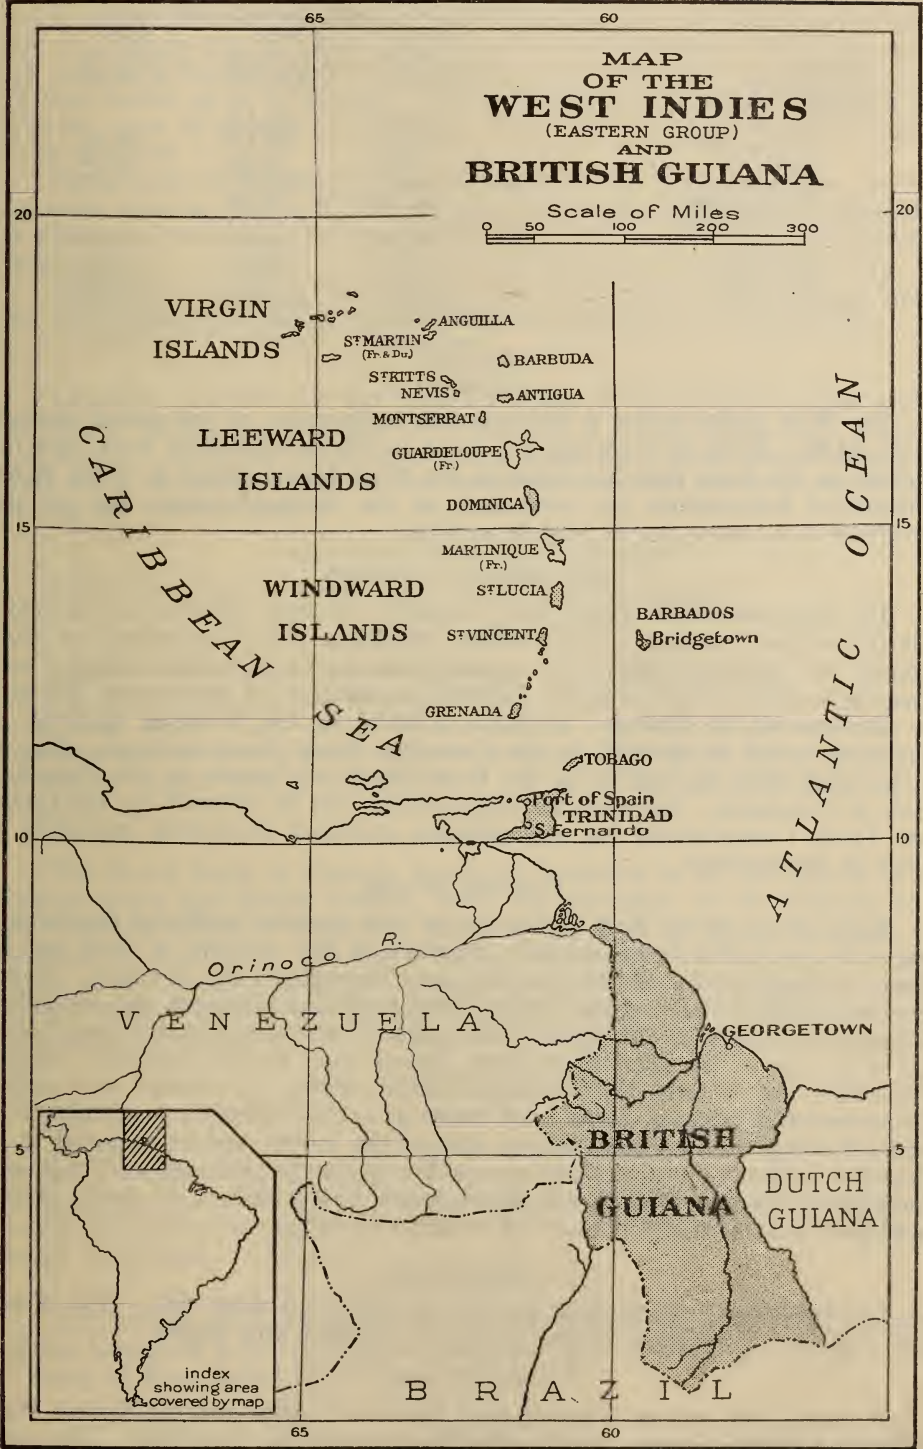 65 60
MAP
OF THE
WEST INDIES
(EASTERN GROUP)
AND
BRITISH GUIANA
20 20
Scale of Miles
0 50 100 200 300
VIRGIN
ISLANDS
ANGUILLA
ST MARTIN
(Fr. & Du.)
BARBUDA
ST KITTS
NEVIS
ANTIGUA
MONTSERRAT
LEEWARD
ISLANDS
GUARDELOUPE
(Fr)
DOMINICA
CARIBBEAN
SEA
ATLANTIC OCEAN
15 15
MARTINIQUE
(Fr.)
WINDWARD
ISLANDS
ST LUCIA
BARBADOS
Bridgetown
ST VINCENT
GRENADA
TOBAGO
Port of Spain
TRINIDAD
S. Fernando
10 10
Orinoco R.
VENEZUELA
GEORGETOWN
BRITISH
GUIANA
5 5
DUTCH
GUIANA
index
showing area
covered by map
BRAZIL
65 60